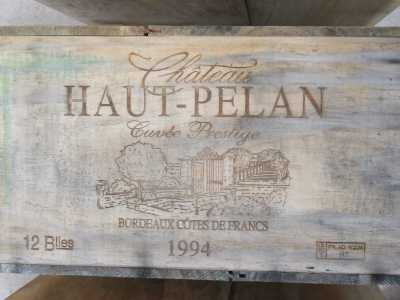 Château
HAUT-PELAN
Cuvée Prestige
BORDEAUX CÔTES DE FRANCS
12 Blles
1994